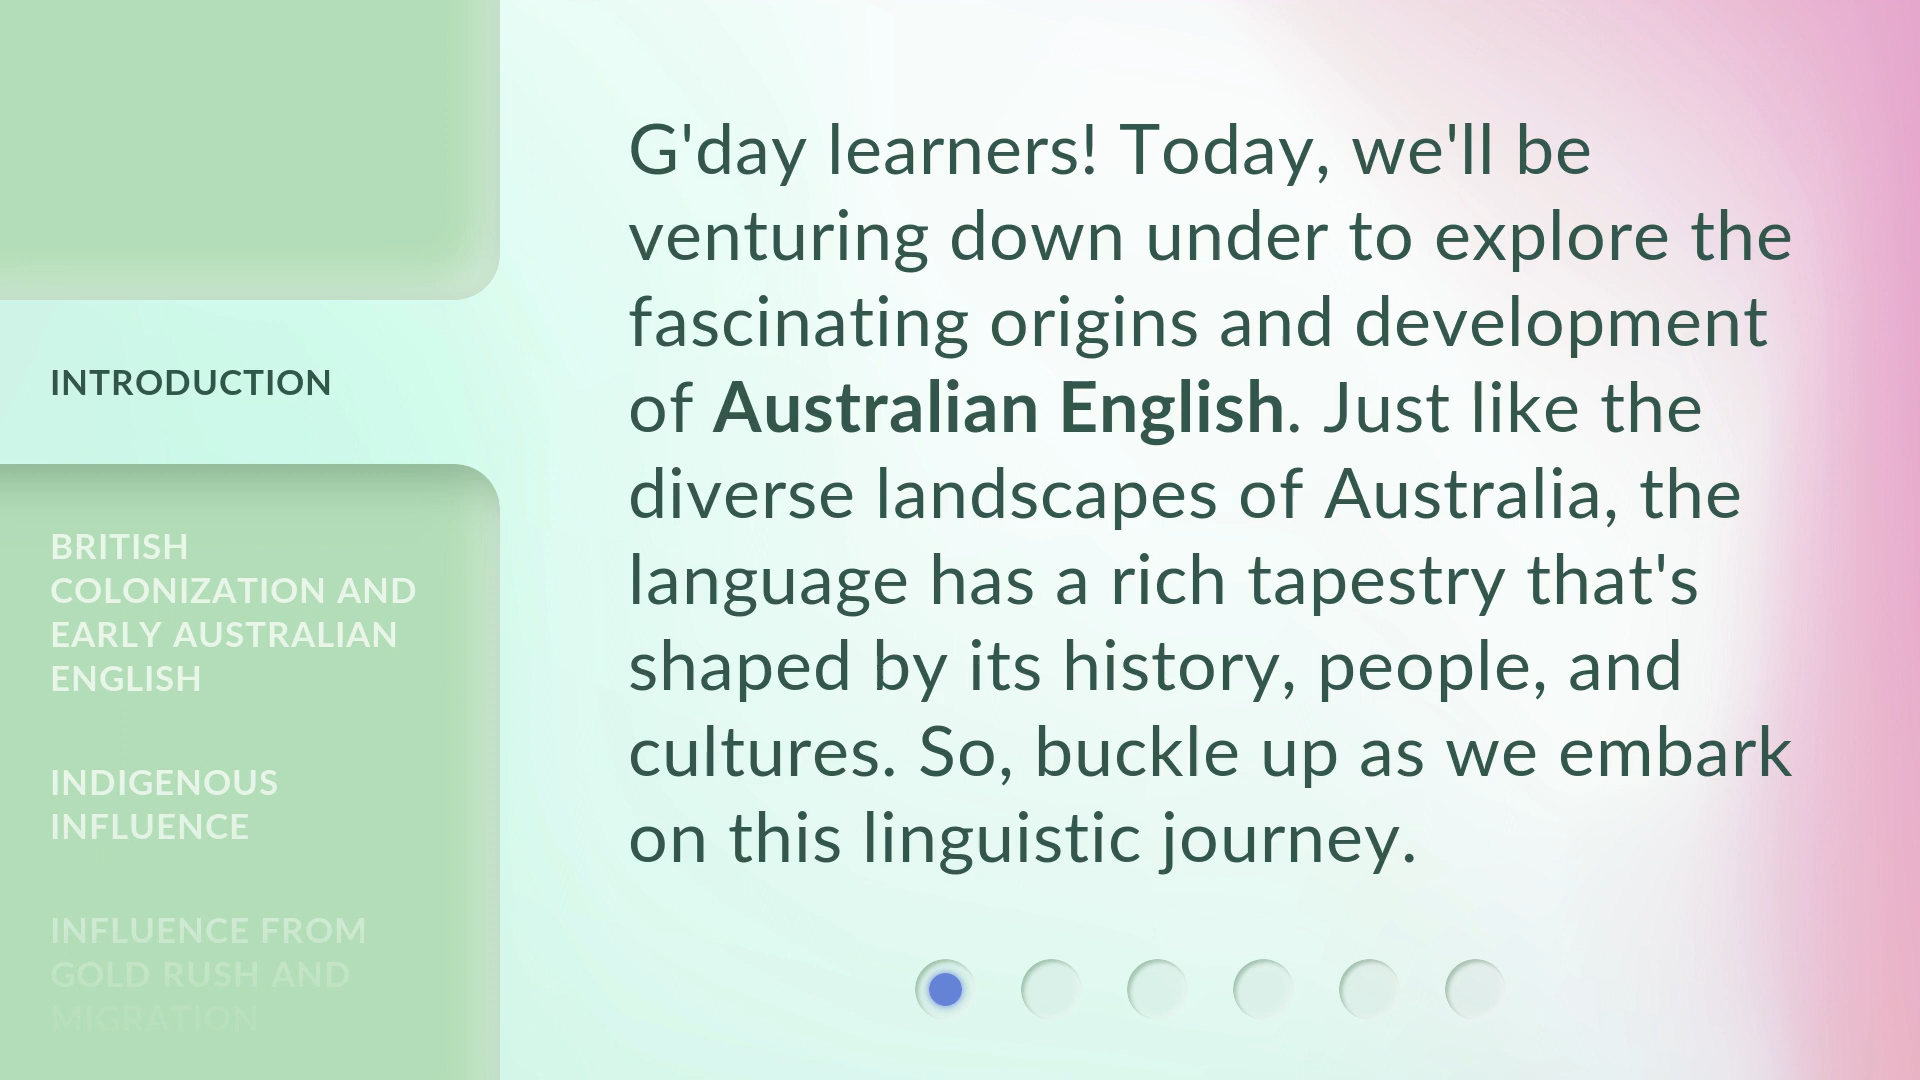 INTRODUCTION
BRITISH
COLONIZATION AND
EARLY AUSTRALIAN
ENGLISH
INDIGENOUS
INFLUENCE
INFLUENCE FROM
GOLD RUSH AND
MIGRATION
G'day learners! Today, we'll be
venturing down under to explore the
fascinating origins and development
of Australian English. Just like the
diverse landscapes of Australia, the
language has a rich tapestry that's
shaped by its history, people, and
cultures. So, buckle up as we embark
on this linguistic journey.